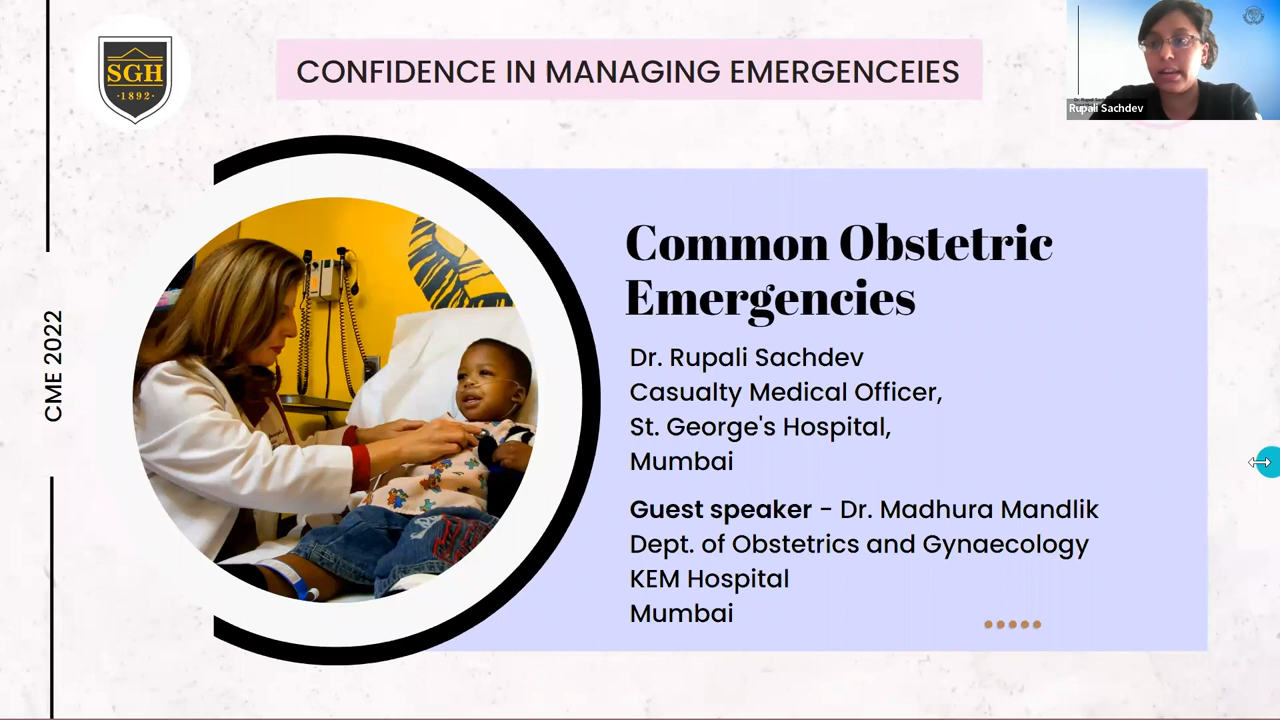 SGH
·1892·
CONFIDENCE IN MANAGING EMERGENCEIES
Rupali Sachdev
CME 2022
Common Obstetric
Emergencies
Dr. Rupali Sachdev
Casualty Medical Officer,
St. George's Hospital,
Mumbai
Guest speaker - Dr. Madhura Mandlik
Dept. of Obstetrics and Gynaecology
KEM Hospital
Mumbai